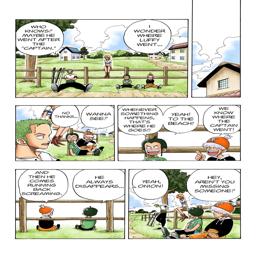 I
WONDER
WHERE
LUFFY
WENT...
WHO
KNOWS?
MAYBE HE
WENT AFTER
THE
"CAPTAIN."
WE
KNOW
WHERE THE
CAPTAIN
WENT!
YEAH!
TO THE
BEACH!
WHENEVER
SOMETHING
HAPPENS,
THAT'S
WHERE HE
GOES?
WANNA
SEE?
NO
THANKS...
HEY,
AREN'T YOU
MISSING
SOMEONE?
YEAH,
ONION!
HE
ALWAYS
DISAPPEARS...
AND
THEN HE
COMES
RUNNING
BACK
SCREAMING.